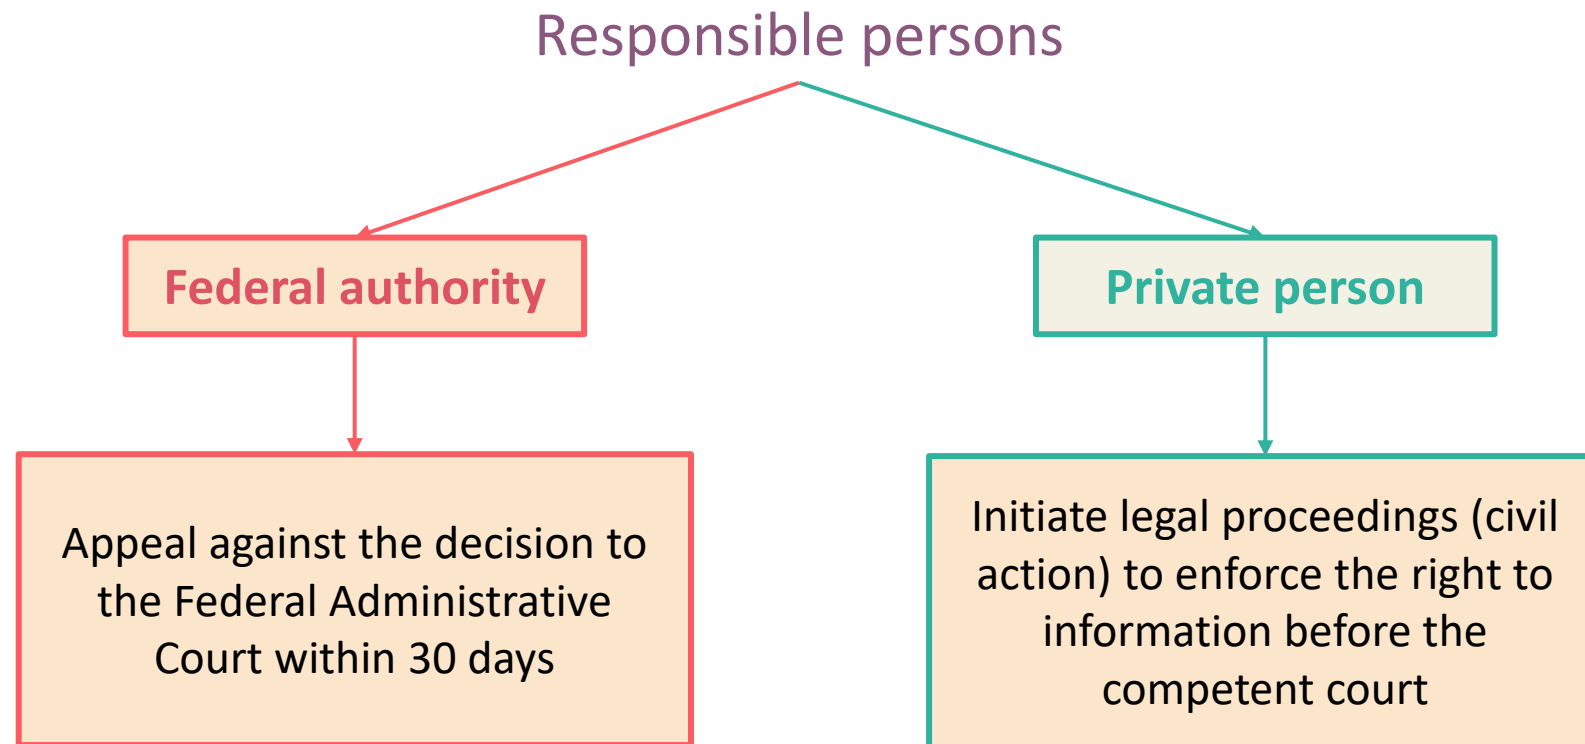 Responsible persons
Federal authority
Private person
Appeal against the decision to
the Federal Administrative
Court within 30 days
Initiate legal proceedings (civil
action) to enforce the right to
information before the
competent court